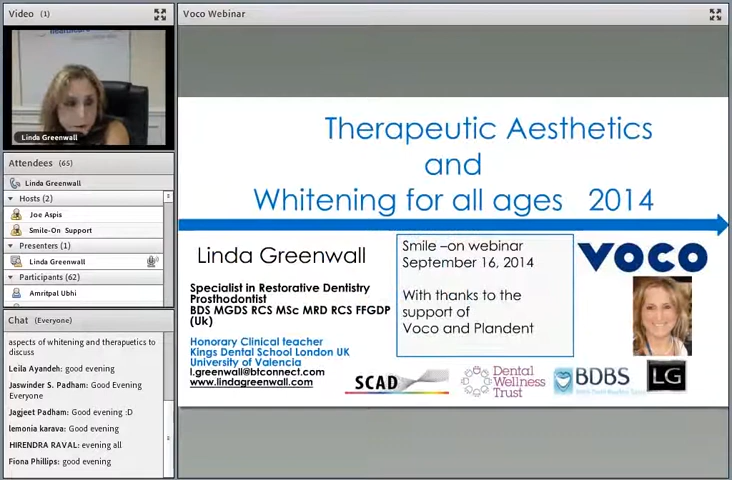 Video (1)
Linda Greenwall
Attendees (65)
Linda Greenwall
Hosts (2)
Joe Aspis
Smile-On Support
Presenters (1)
Linda Greenwall
Participants (62)
Amritpal Ubhi
Chat (Everyone)
aspects of whitening and therapuetics to
discuss
Leila Ayandeh: good evening
Jaswinder S. Padham: Good Evening
Everyone
Jagjeet Padham: Good evening :D
lemonia karava: Good evening
HIRENDRA RAVAL: evening all
Fiona Phillips: good evening
Voco Webinar
Therapeutic Aesthetics
and
Whitening for all ages 2014
Linda Greenwall
Specialist in Restorative Dentistry
Prosthodontist
BDS MGDS RCS MSc MRD RCS FFGDP
(Uk)
Honorary Clinical teacher
Kings Dental School London UK
University of Valencia
l.greenwall@btconnect.com
www.lindagreenwall.com
Smile –on webinar
September 16, 2014
With thanks to the
support of
Voco and Plandent
VOCO
SCAD
Dental
Wellness
Trust
BDBS
LG